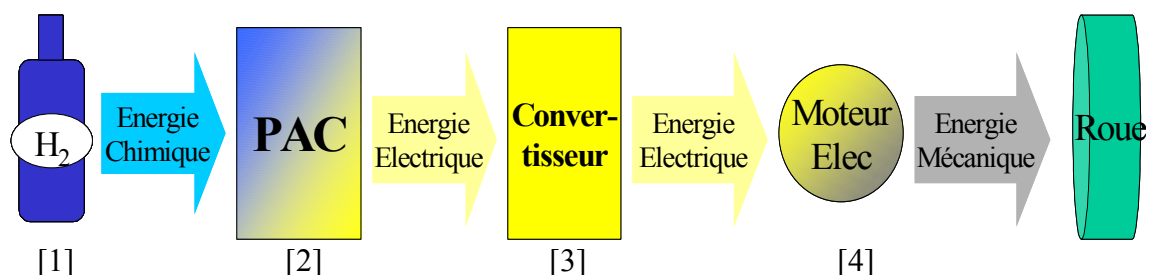 H2
Energie
Chimique
PAC
Energie
Electrique
Conver-
tisseur
Energie
Electrique
Moteur
Elec
Energie
Mécanique
Roue
[1]
[2]
[3]
[4]